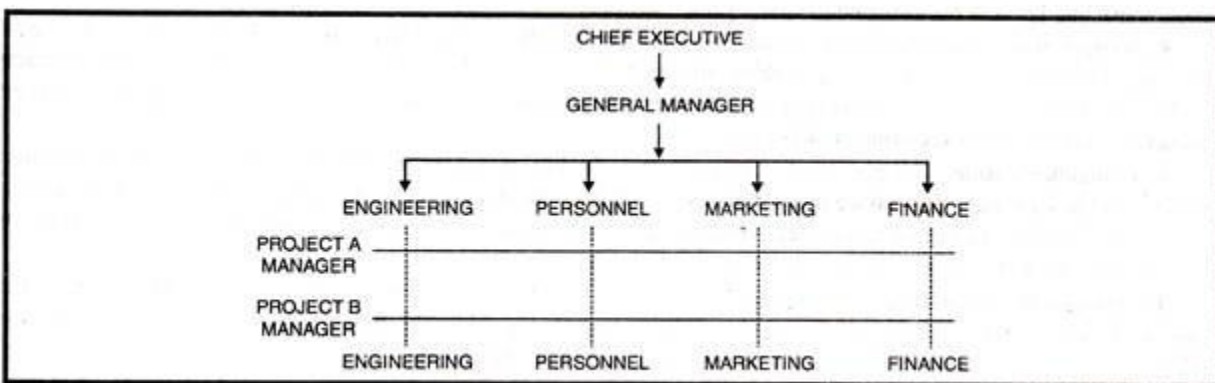 CHIEF EXECUTIVE
GENERAL MANAGER
ENGINEERING PERSONNEL MARKETING FINANCE
PROJECT A
MANAGER
PROJECT B
MANAGER
ENGINEERING PERSONNEL MARKETING FINANCE